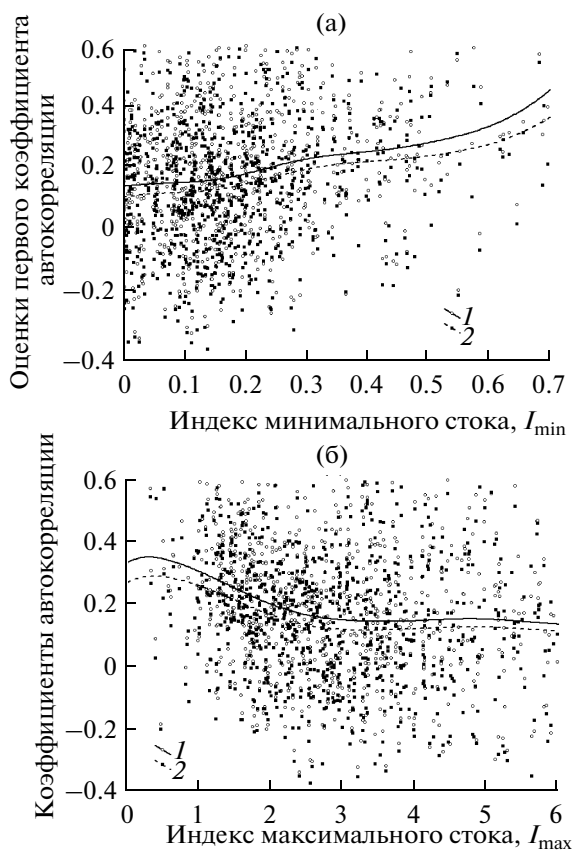 (а)
Оценки первого коэффициента
автокорреляции
0.6
0.4
0.2
0
−0.2
−0.4
0 0.1 0.2 0.3 0.4 0.5 0.6 0.7
1
2
Индекс минимального стока, Imin
(б)
Коэффициенты автокорреляции
0.6
0.4
0.2
0
−0.2
−0.4
0 1 2 3 4 5 6
1
2
Индекс максимального стока, Imax